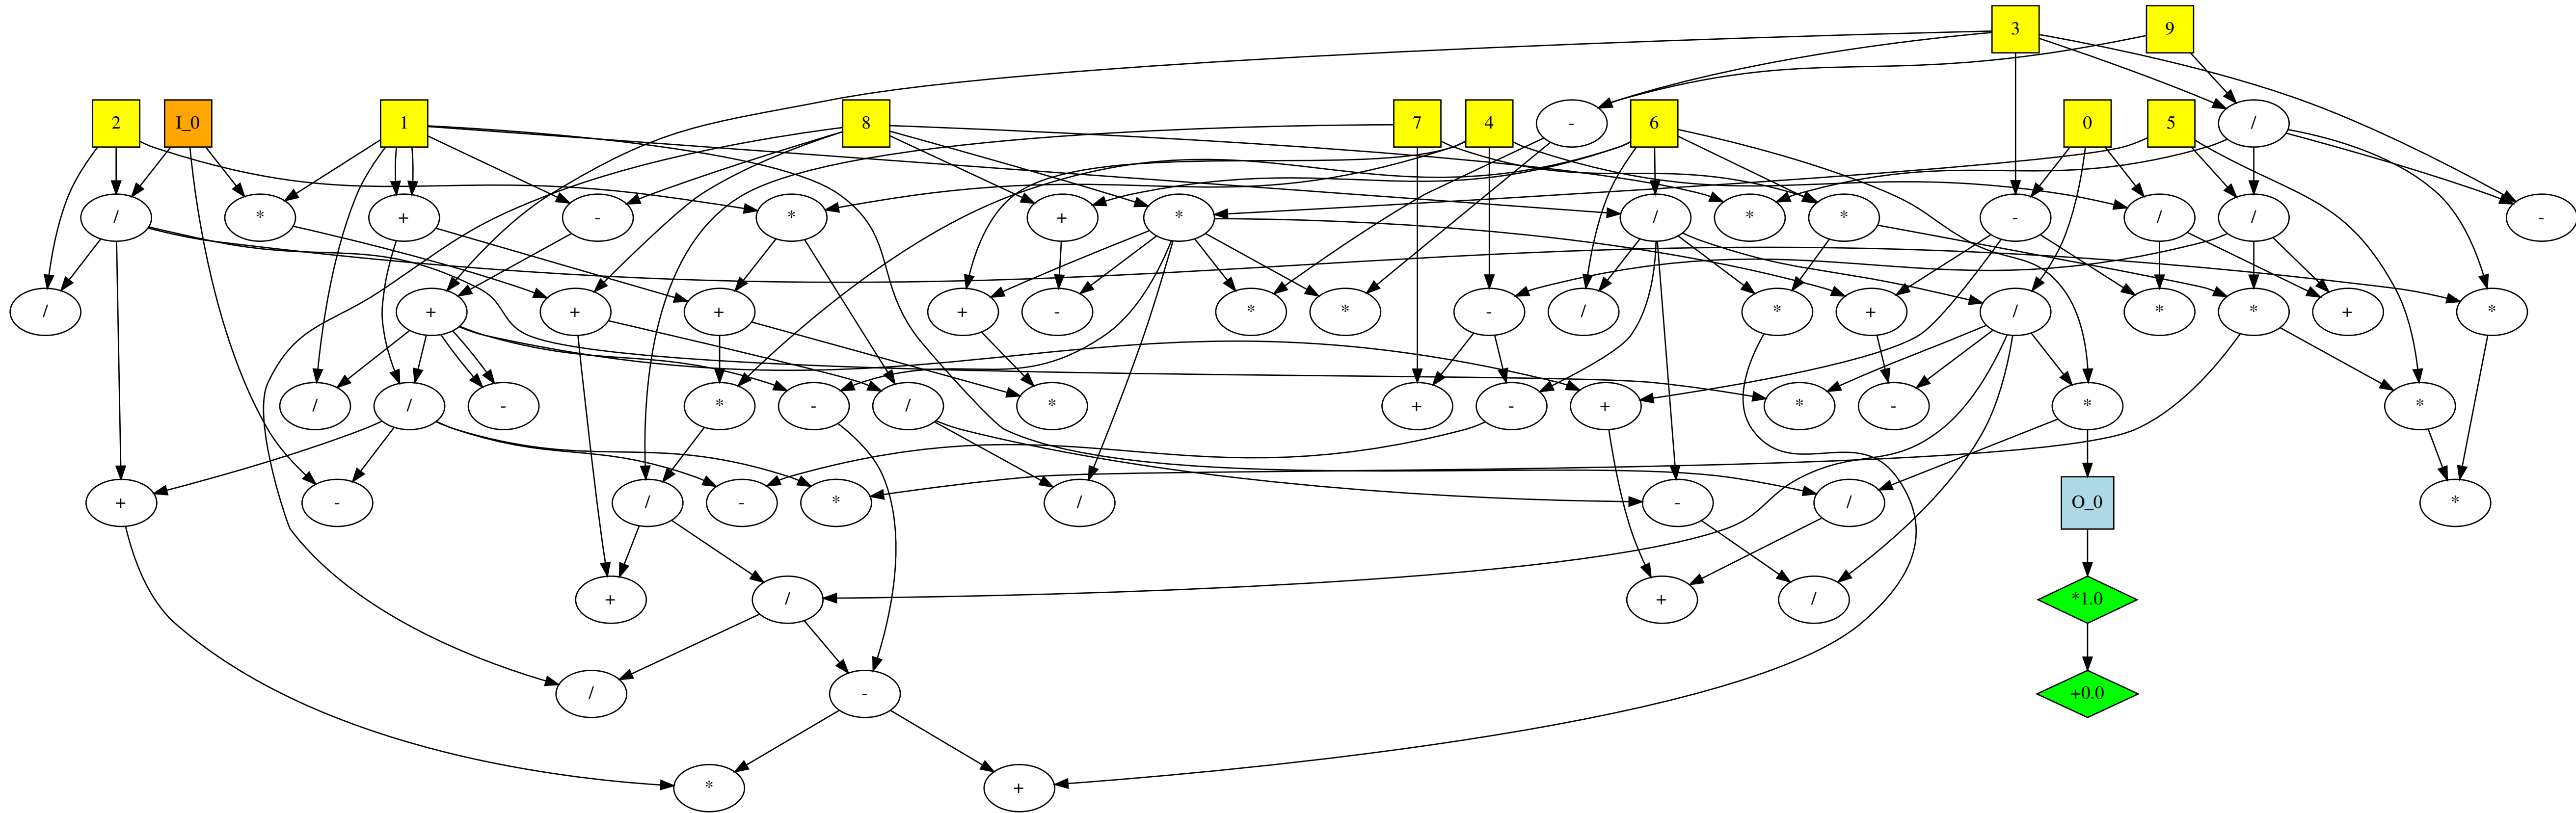 3 9
2 I_0 1 8 7 4 - 6 0 5 /
/ * + - * + * / * * - / / -
/ + + + + - * * - / * + / * * + *
/ / - * - / * + - + * - * *
+ - / - * / - / O_0 *
+ / + / *1.0
/ - +0.0
* +